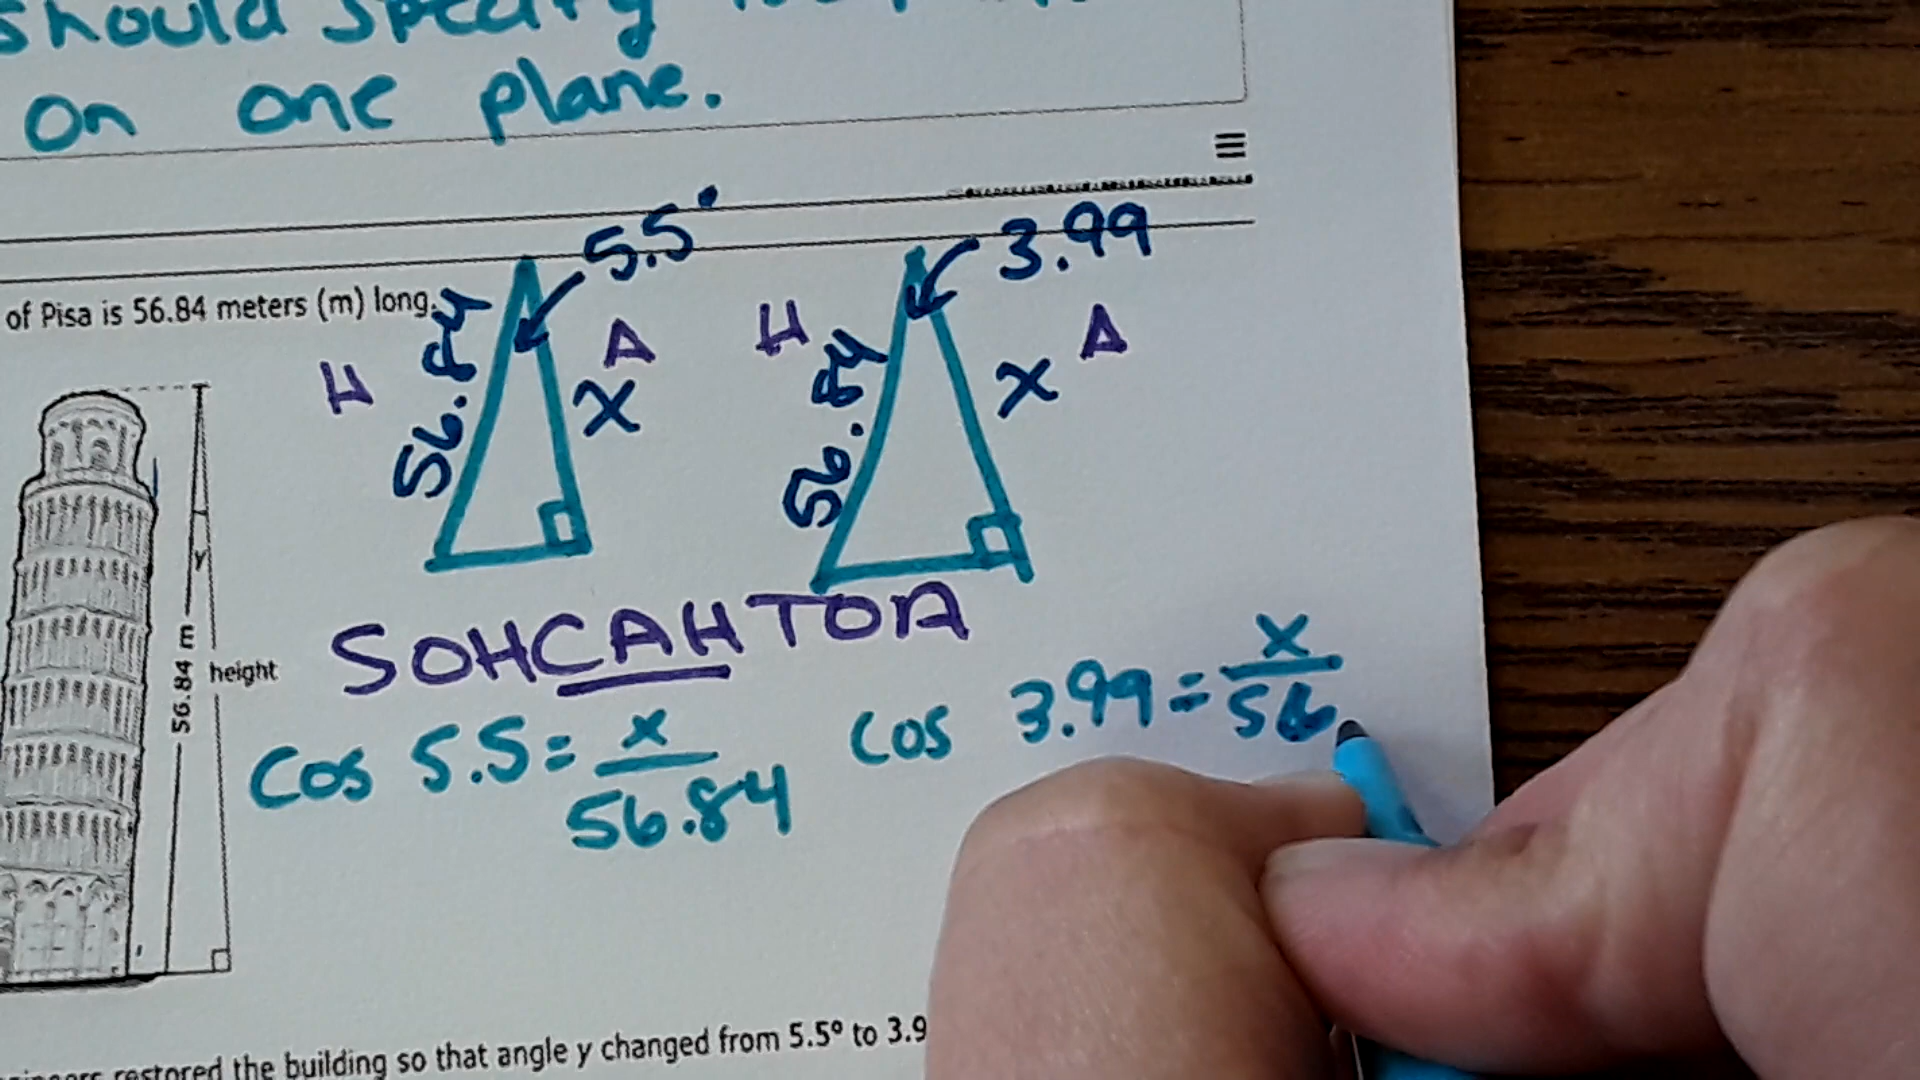 should specify
on one plane.
5.5°
3.99
of Pisa is 56.84 meters (m) long.
H
56.84
A
X
H
56.84
A
X
y
56.84 m
height
SOHCAHTOA
cos 5.5 = x/56.84
cos 3.99 = x/56.
restored the building so that angle y changed from 5.5º to 3.9